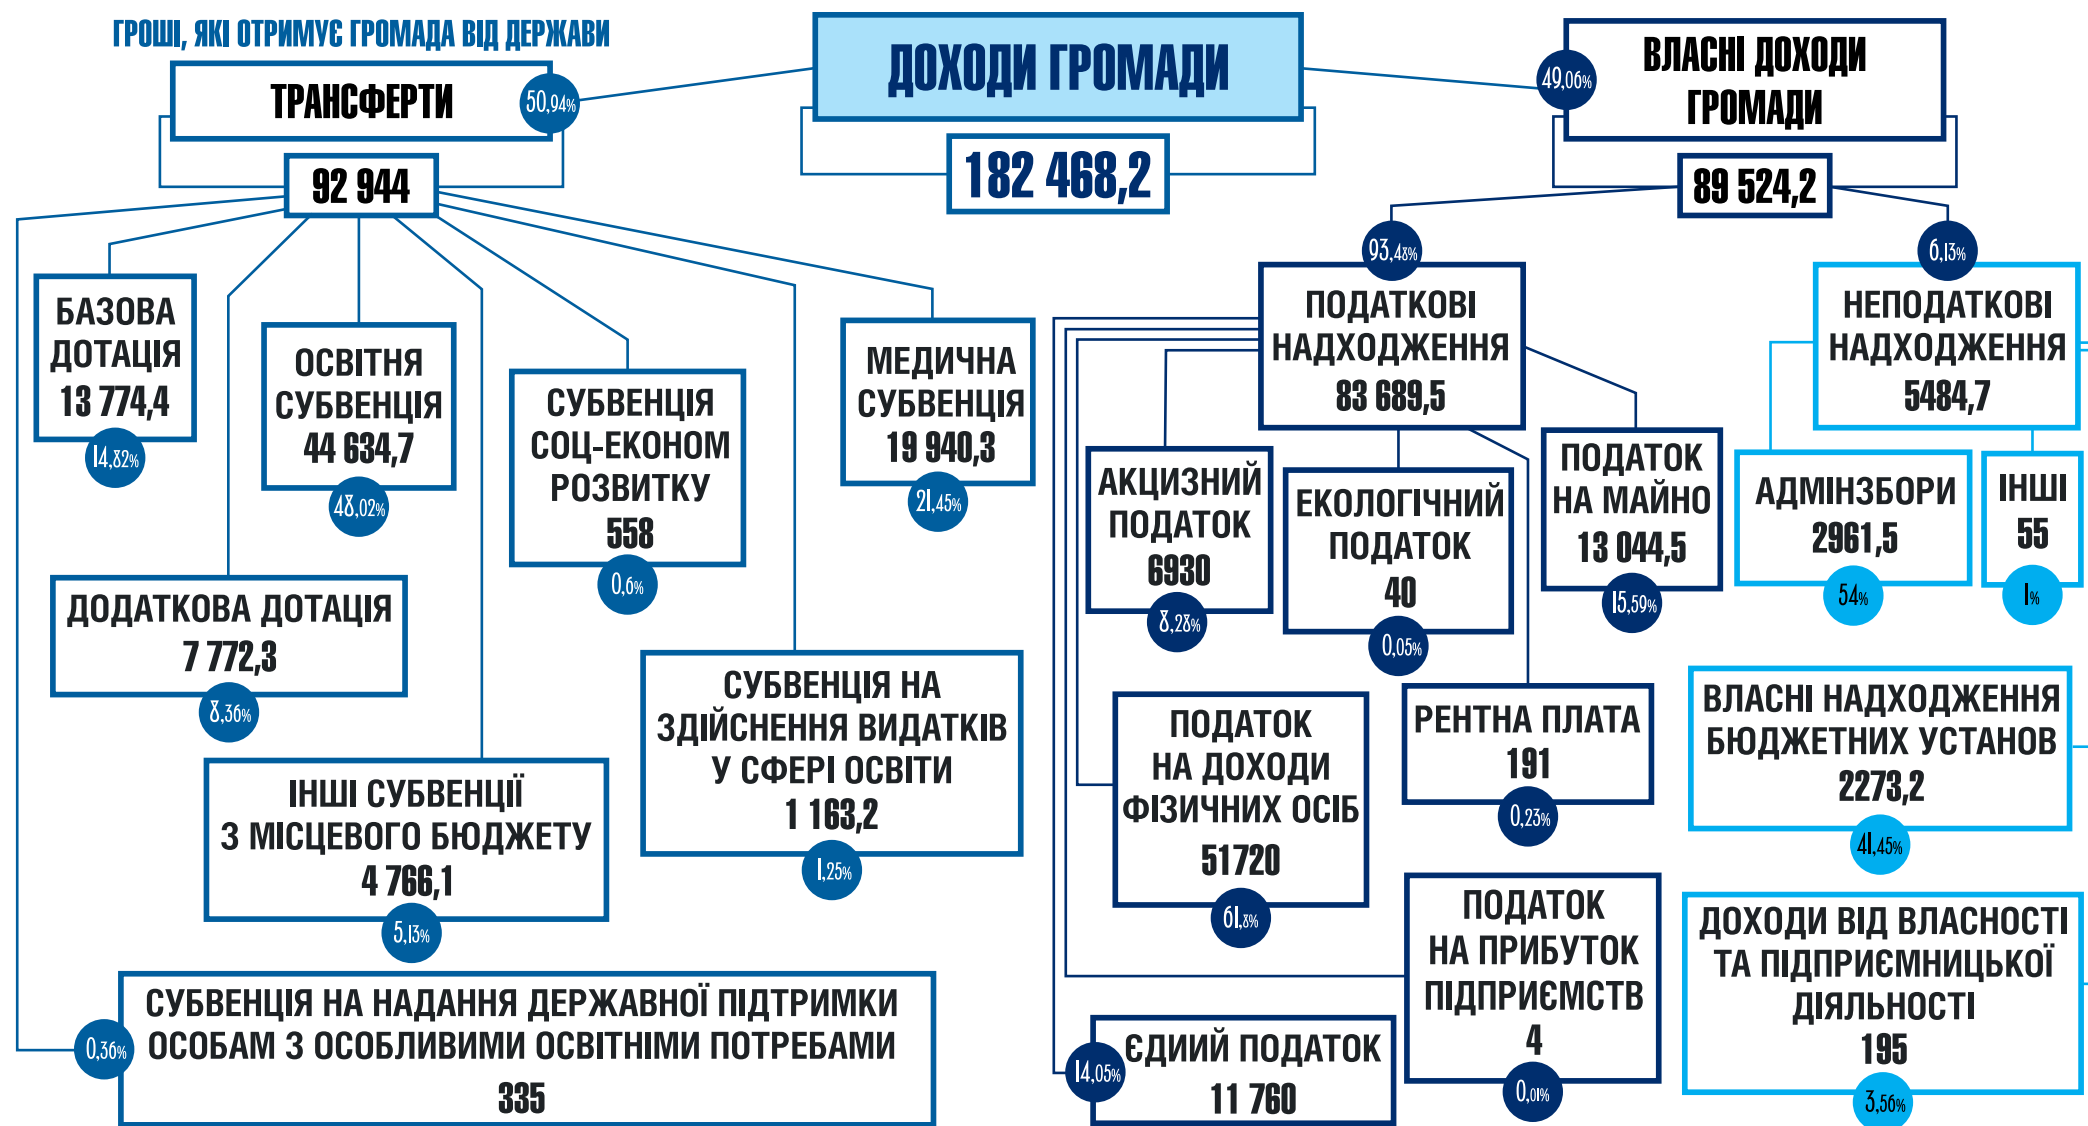 ГРОШІ, ЯКІ ОТРИМУЄ ГРОМАДА ВІД ДЕРЖАВИ
ТРАНСФЕРТИ
50,94%
92 944
ДОХОДИ ГРОМАДИ
182 468,2
49,06%
ВЛАСНІ ДОХОДИ
ГРОМАДИ
89 524,2
БАЗОВА
ДОТАЦІЯ
13 774,4
14,82%
ОСВІТНЯ
СУБВЕНЦІЯ
44 634,7
48,02%
СУБВЕНЦІЯ
СОЦ-ЕКОНОМ
РОЗВИТКУ
558
0,6%
МЕДИЧНА
СУБВЕНЦІЯ
19 940,3
21,45%
ДОДАТКОВА ДОТАЦІЯ
7 772,3
8,36%
ІНШІ СУБВЕНЦІЇ
З МІСЦЕВОГО БЮДЖЕТУ
4 766,1
5,13%
СУБВЕНЦІЯ НА
ЗДІЙСНЕННЯ ВИДАТКІВ
У СФЕРІ ОСВІТИ
1 163,2
1,25%
0,36%
СУБВЕНЦІЯ НА НАДАННЯ ДЕРЖАВНОЇ ПІДТРИМКИ
ОСОБАМ З ОСОБЛИВИМИ ОСВІТНІМИ ПОТРЕБАМИ
335
93,48%
ПОДАТКОВІ
НАДХОДЖЕННЯ
83 689,5
АКЦИЗНИЙ
ПОДАТОК
6930
8,28%
ЕКОЛОГІЧНИЙ
ПОДАТОК
40
0,05%
ПОДАТОК
НА МАЙНО
13 044,5
15,59%
ПОДАТОК
НА ДОХОДИ
ФІЗИЧНИХ ОСІБ
51720
61,8%
РЕНТНА ПЛАТА
191
0,23%
ПОДАТОК
НА ПРИБУТОК
ПІДПРИЄМСТВ
4
0,01%
14,05%
ЄДИИЙ ПОДАТОК
11 760
6,13%
НЕПОДАТКОВІ
НАДХОДЖЕННЯ
5484,7
АДМІНЗБОРИ
2961,5
54%
ІНШІ
55
1%
ВЛАСНІ НАДХОДЖЕННЯ
БЮДЖЕТНИХ УСТАНОВ
2273,2
41,45%
ДОХОДИ ВІД ВЛАСНОСТІ
ТА ПІДПРИЄМНИЦЬКОЇ
ДІЯЛЬНОСТІ
195
3,56%